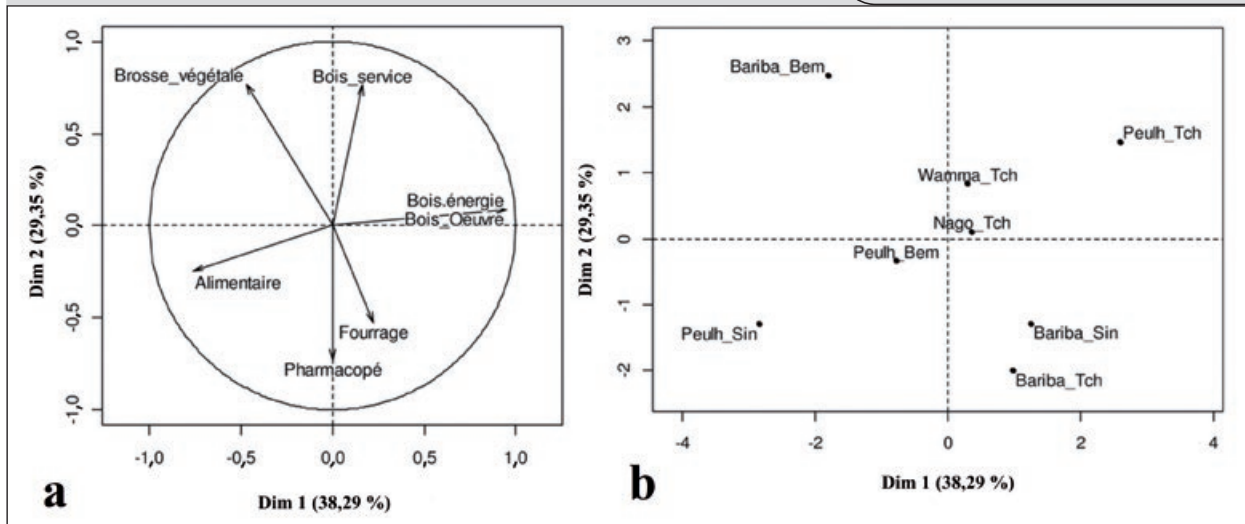 1,0
0,5
0,0
-0,5
-1,0
Dim 2 (29,35 %)
Brosse_végétale
Bois_service
Bois.énergie
Bois_Oeuvre
Alimentaire
Fourrage
Pharmacopé
-1,0 -0,5 0,0 0,5 1,0
a
Dim 1 (38,29 %)
3
2
1
0
-1
-2
Dim 2 (29,35 %)
Bariba_Bem
Peulh_Tch
Wamma_Tch
Nago_Tch
Peulh_Bem
Peulh_Sin
Bariba_Sin
Bariba_Tch
-4 -2 0 2 4
b
Dim 1 (38,29 %)